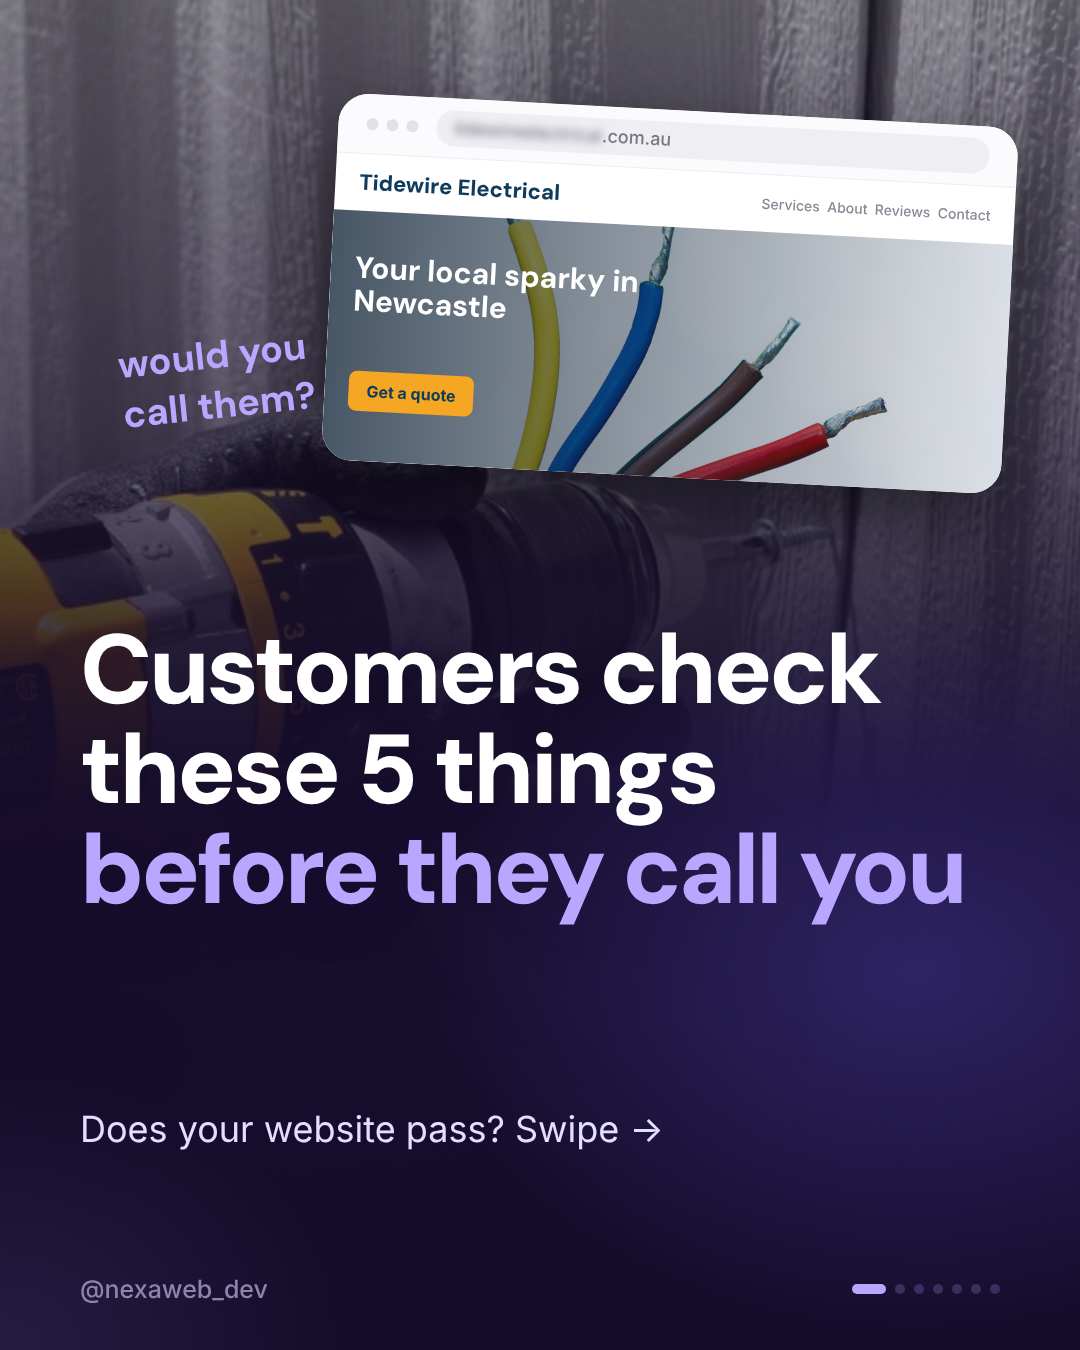 .com.au
Tidewire Electrical
Services About Reviews Contact
Your local sparky in
Newcastle
Get a quote
would you
call them?
Customers check
these 5 things
before they call you
Does your website pass? Swipe →
@nexaweb_dev